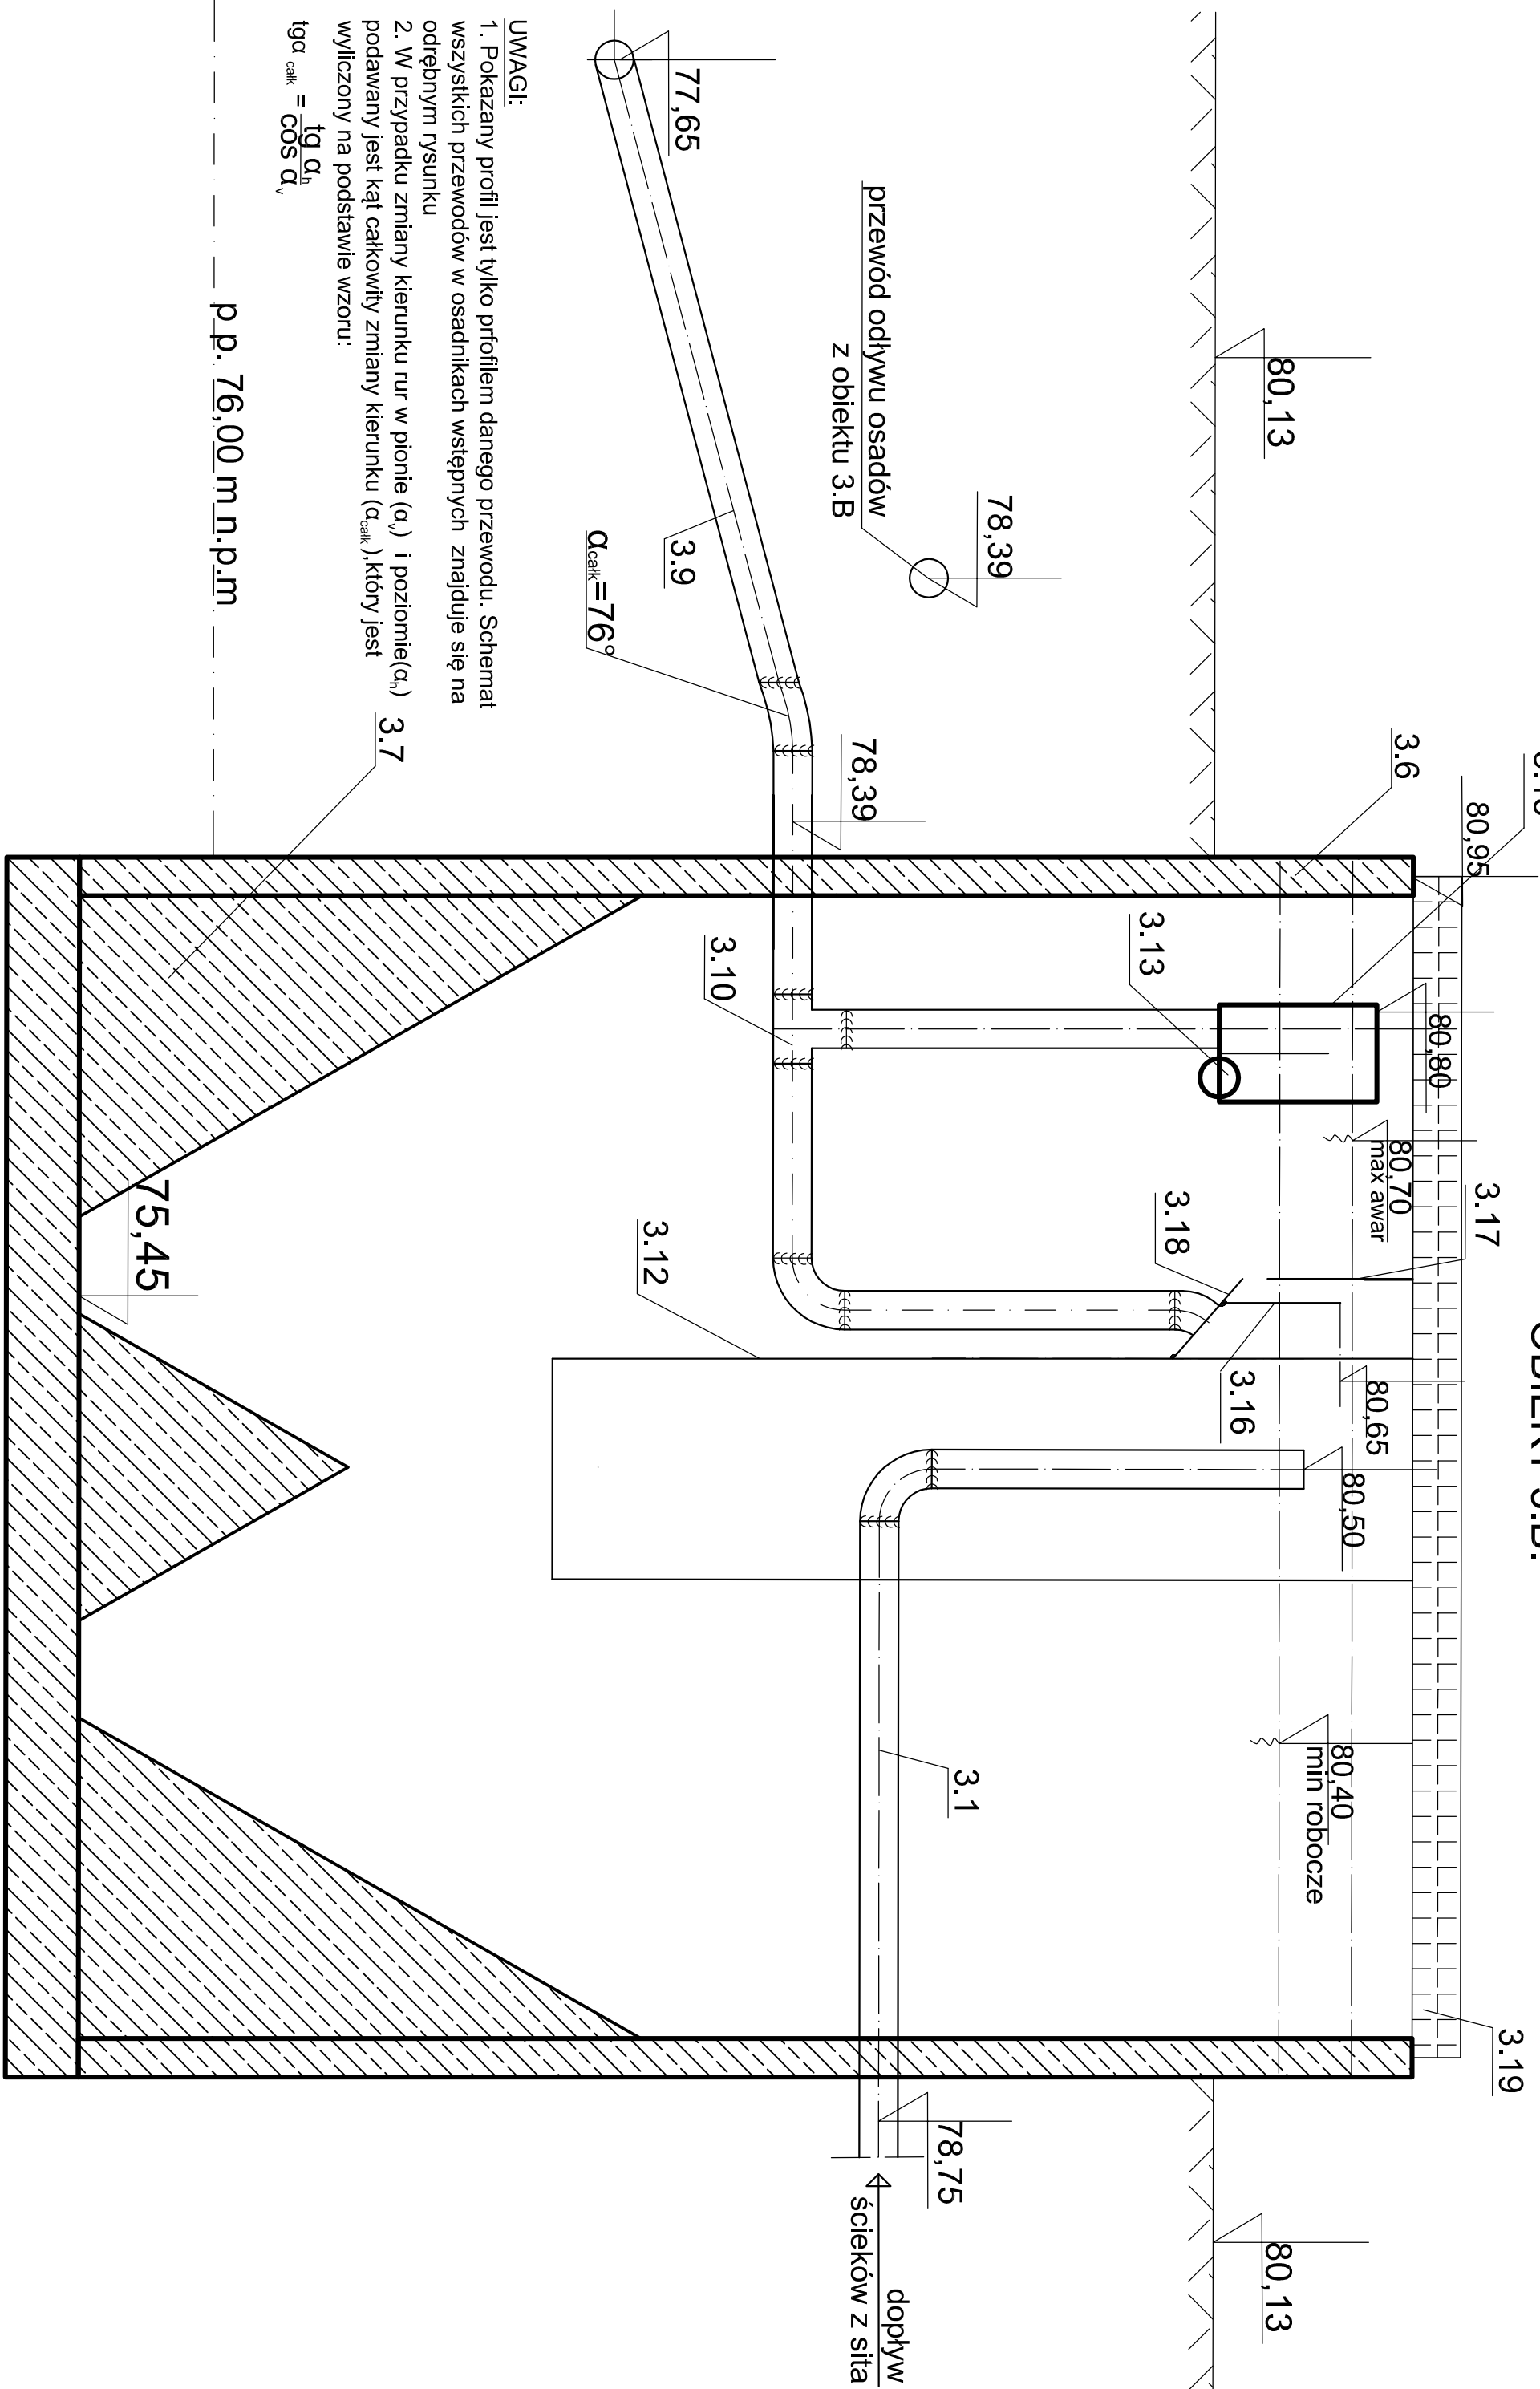 3.19
3.17
80,95
3.6
80,80
80,70
max awar
80,65
80,50
80,40
min robocze
80,13
80,13
3.13
3.18
3.16
78,39
przewód odływu osadów
z obiektu 3.B
78,39
3.1
78,75
dopływ
ścieków z sita
77,65
3.9
3.10
3.12
αcałk=76°
UWAGI:
1. Pokazany profil jest tylko prfofilem danego przewodu. Schemat
wszystkich przewodów w osadnikach wstępnych znajduje się na
odrębnym rysunku
2. W przypadku zmiany kierunku rur w pionie (αv) i poziomie(αh)
podawany jest kąt całkowity zmiany kierunku (αcałk),który jest
wyliczony na podstawie wzoru:
tgα całk = tg αh
cos αv
3.7
p p. 76,00 m n.p.m
75,45